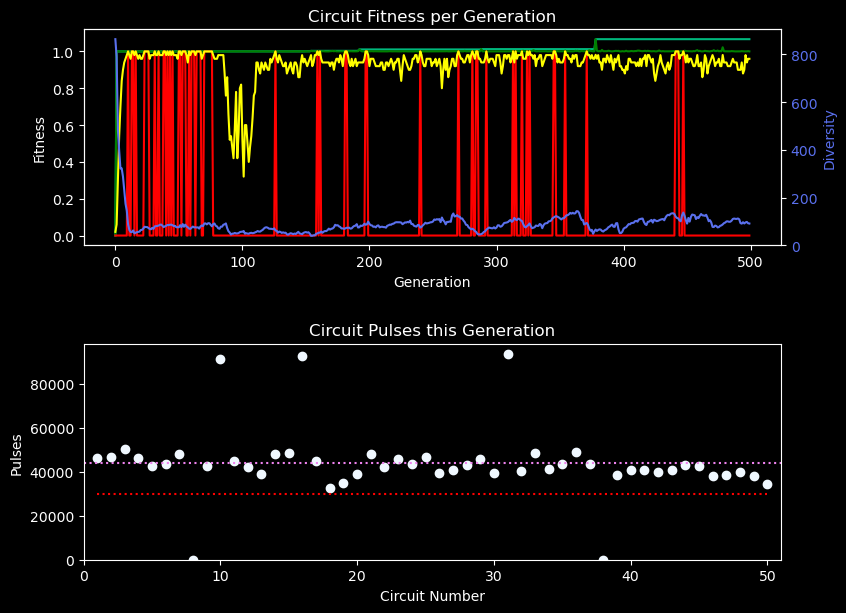 Circuit Fitness per Generation
Fitness
1.0
0.8
0.6
0.4
0.2
0.0
800
600
400
200
0
Diversity
0 100 200 300 400 500
Generation
Circuit Pulses this Generation
Pulses
80000
60000
40000
20000
0
0 10 20 30 40 50
Circuit Number